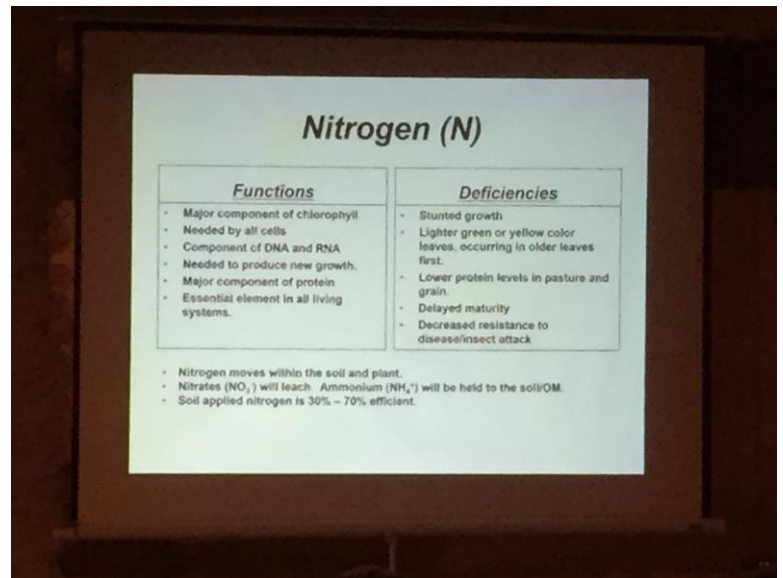 Nitrogen (N)
Functions
• Major component of chlorophyll
• Needed by all cells
• Component of DNA and RNA
• Needed to produce new growth.
• Major component of protein
• Essential element in all living
systems.
Deficiencies
• Stunted growth
• Lighter green or yellow color
leaves, occurring in older leaves
first.
• Lower protein levels in pasture and
grain.
• Delayed maturity
• Decreased resistance to
disease/insect attack
• Nitrogen moves within the soil and plant.
• Nitrates (NO₃⁻) will leach. Ammonium (NH₄⁺) will be held to the soil/OM.
• Soil applied nitrogen is 30% – 70% efficient.